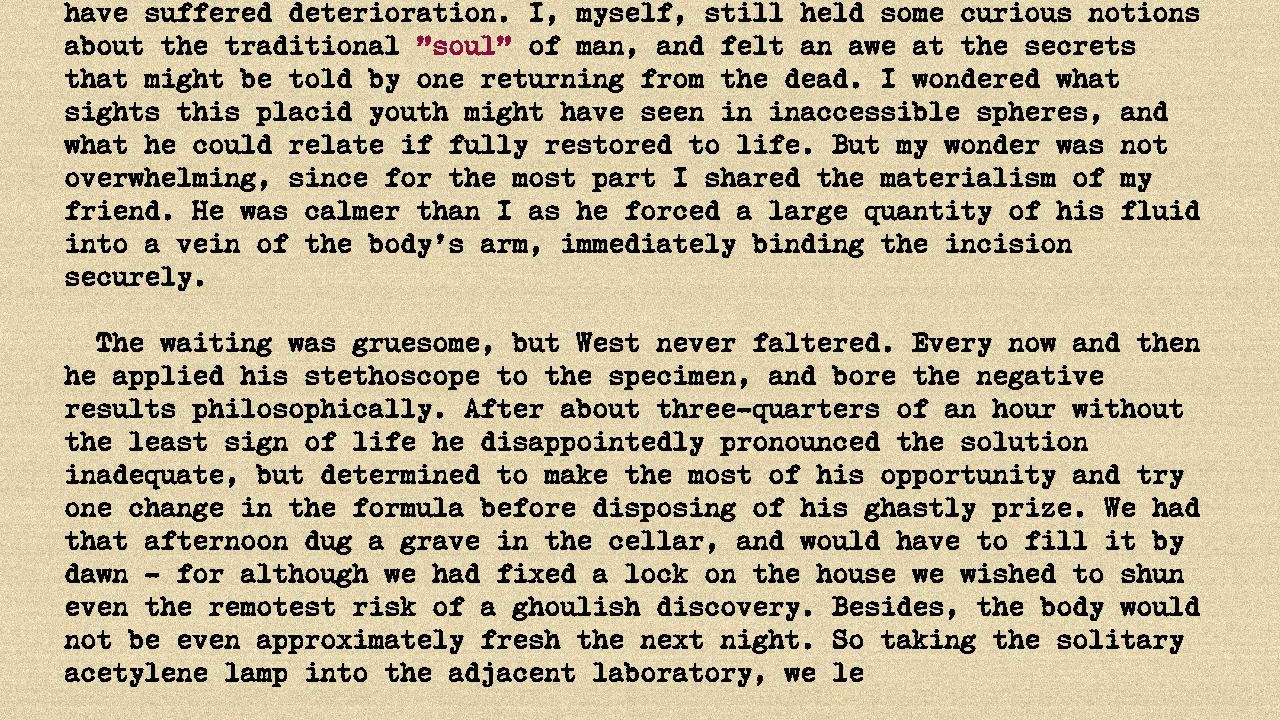 have suffered deterioration. I, myself, still held some curious notions
about the traditional ”soul” of man, and felt an awe at the secrets
that might be told by one returning from the dead. I wondered what
sights this placid youth might have seen in inaccessible spheres, and
what he could relate if fully restored to life. But my wonder was not
overwhelming, since for the most part I shared the materialism of my
friend. He was calmer than I as he forced a large quantity of his fluid
into a vein of the body’s arm, immediately binding the incision
securely.
The waiting was gruesome, but West never faltered. Every now and then
he applied his stethoscope to the specimen, and bore the negative
results philosophically. After about three-quarters of an hour without
the least sign of life he disappointedly pronounced the solution
inadequate, but determined to make the most of his opportunity and try
one change in the formula before disposing of his ghastly prize. We had
that afternoon dug a grave in the cellar, and would have to fill it by
dawn – for although we had fixed a lock on the house we wished to shun
even the remotest risk of a ghoulish discovery. Besides, the body would
not be even approximately fresh the next night. So taking the solitary
acetylene lamp into the adjacent laboratory, we le